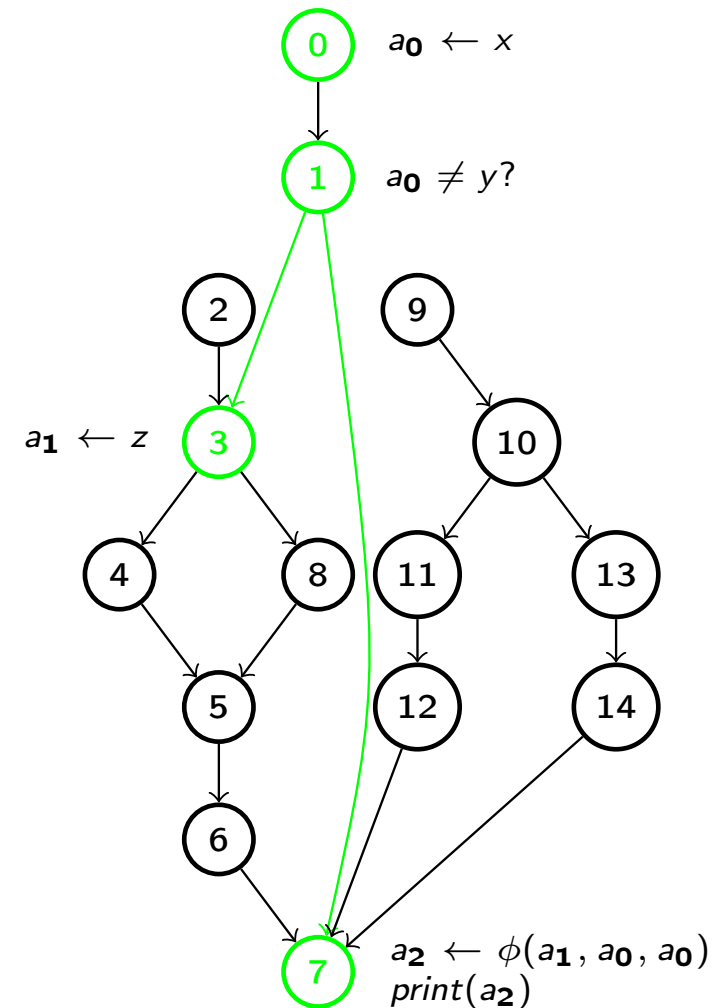 0 a₀ ← x
1 a₀ ≠ y?
2 9
a₁ ← z 3 10
4 8 11 13
5 12 14
6
7 a₂ ← ϕ(a₁, a₀, a₀)
print(a₂)